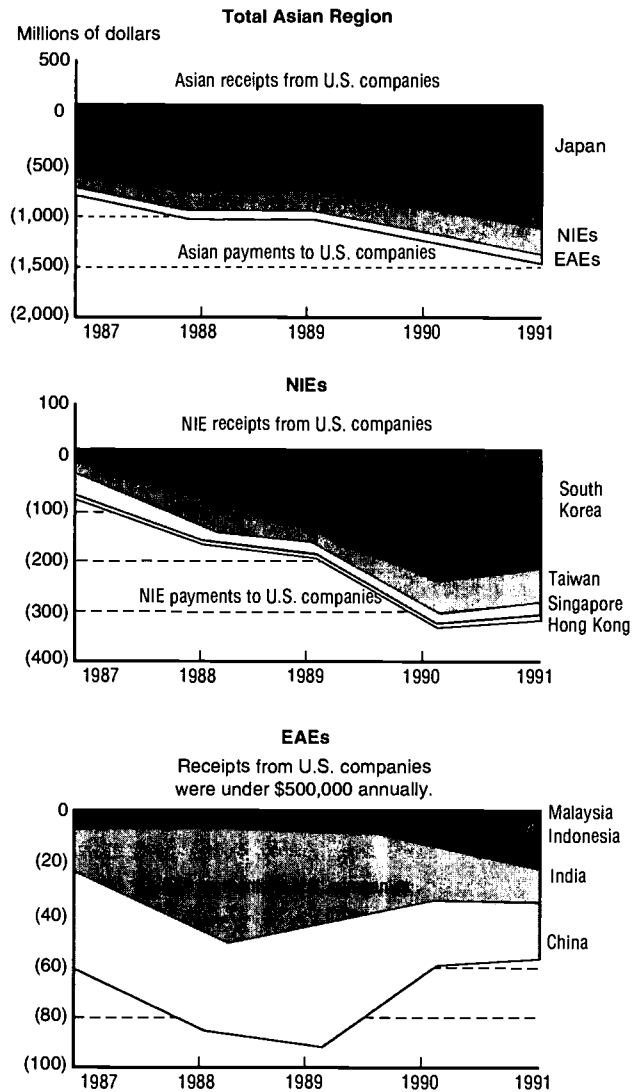 Total Asian Region
Millions of dollars
500
Asian receipts from U.S. companies
0
Japan
(500)
(1,000)
NIEs
Asian payments to U.S. companies
EAEs
(1,500)
(2,000)
1987 1988 1989 1990 1991
NIEs
100
NIE receipts from U.S. companies
0
South
Korea
(100)
(200)
Taiwan
NIE payments to U.S. companies
Singapore
(300)
Hong Kong
(400)
1987 1988 1989 1990 1991
EAEs
Receipts from U.S. companies
were under $500,000 annually.
0
Malaysia
Indonesia
(20)
India
(40)
China
(60)
(80)
(100)
1987 1988 1989 1990 1991